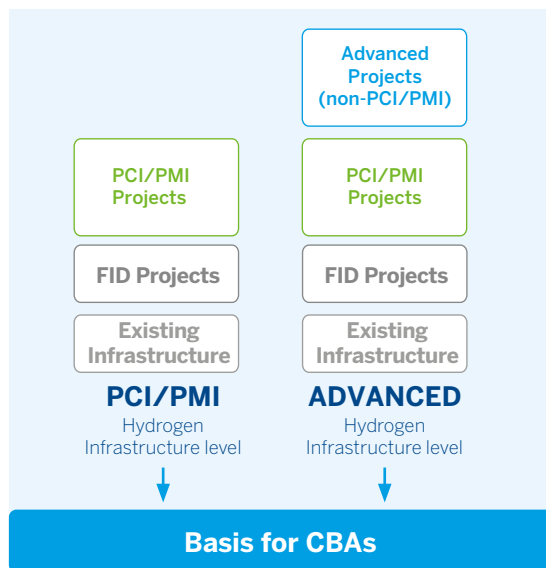 PCI/PMI
Projects
FID Projects
Existing
Infrastructure
PCI/PMI
Hydrogen
Infrastructure level
Advanced
Projects
(non-PCI/PMI)
PCI/PMI
Projects
FID Projects
Existing
Infrastructure
ADVANCED
Hydrogen
Infrastructure level
Basis for CBAs